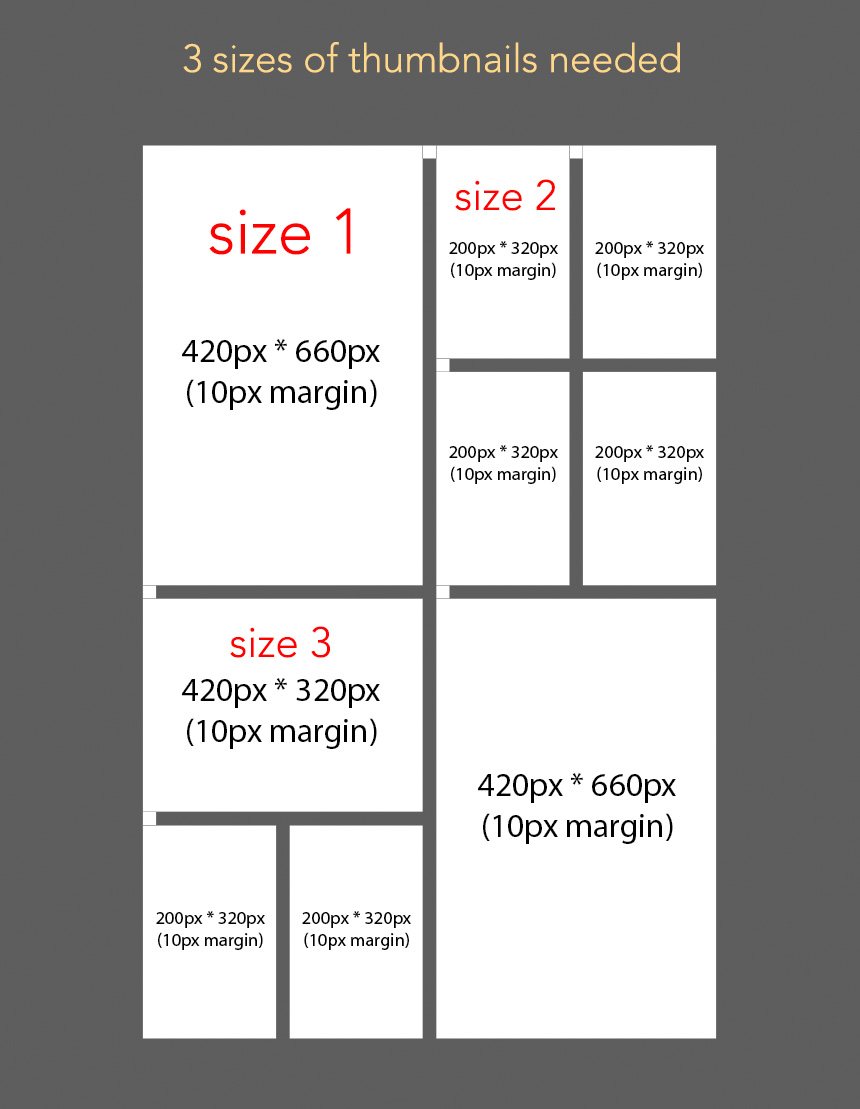 3 sizes of thumbnails needed
size 1
420px * 660px
(10px margin)
size 2
200px * 320px
(10px margin)
200px * 320px
(10px margin)
200px * 320px
(10px margin)
200px * 320px
(10px margin)
size 3
420px * 320px
(10px margin)
420px * 660px
(10px margin)
200px * 320px
(10px margin)
200px * 320px
(10px margin)